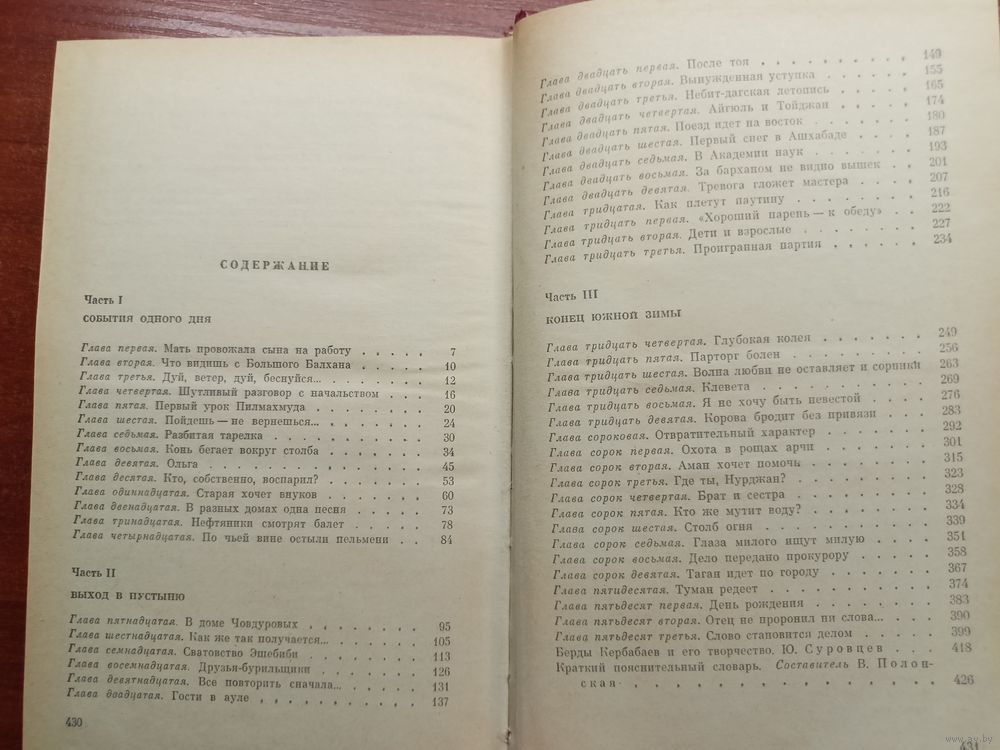 СОДЕРЖАНИЕ
Часть I
СОБЫТИЯ ОДНОГО ДНЯ
Глава первая. Мать провожала сына на работу . . . . . 7
Глава вторая. Что видишь с Большого Балхана . . . . . 10
Глава третья. Дуй, ветер, дуй, беснуйся... . . . . . . 12
Глава четвертая. Шутливый разговор с начальством . . . 16
Глава пятая. Первый урок Пилмахмуда . . . . . . 20
Глава шестая. Пойдешь — не вернешься... . . . . . . 24
Глава седьмая. Разбитая тарелка . . . . . . . . 30
Глава восьмая. Конь бегает вокруг столба . . . . . . 34
Глава девятая. Ольга . . . . . . . . . . . 45
Глава десятая. Кто, собственно, воспарил? . . . . . . 53
Глава одиннадцатая. Старая хочет внуков . . . . . . 60
Глава двенадцатая. В разных домах одна песня . . . . . 73
Глава тринадцатая. Нефтяники смотрят балет . . . . . 78
Глава четырнадцатая. По чьей вине остыли пельмени . . 84
Часть II
ВЫХОД В ПУСТЫНЮ
Глава пятнадцатая. В доме Човдуровых . . . . . . 95
Глава шестнадцатая. Как же так получается... . . . . . 105
Глава семнадцатая. Сватовство Эшебиби . . . . . . 113
Глава восемнадцатая. Друзья-бурильщики . . . . . . 126
Глава девятнадцатая. Все повторить сначала... . . . . . 131
Глава двадцатая. Гости в ауле . . . . . . . . 137
430
Глава двадцать первая. После тоя . . . . . . . . 149
Глава двадцать вторая. Вынужденная уступка . . . . . 155
Глава двадцать третья. Небит-дагская летопись . . . . . 165
Глава двадцать четвертая. Айгюль и Тойджан . . . . . 174
Глава двадцать пятая. Поезд идет на восток . . . . . 180
Глава двадцать шестая. Первый снег в Ашхабаде . . . . 187
Глава двадцать седьмая. В Академии наук . . . . . . 193
Глава двадцать восьмая. За барханом не видно вышек . . 201
Глава двадцать девятая. Тревога гложет мастера . . . . 207
Глава тридцатая. Как плетут паутину . . . . . . . 216
Глава тридцать первая. «Хороший парень — к обеду» . . 222
Глава тридцать вторая. Дети и взрослые . . . . . . 227
Глава тридцать третья. Проигранная партия . . . . . 234
Часть III
КОНЕЦ ЮЖНОЙ ЗИМЫ
Глава тридцать четвертая. Глубокая колея . . . . . . 249
Глава тридцать пятая. Парторг болен . . . . . . . 256
Глава тридцать шестая. Волна любви не оставляет и соринки 263
Глава тридцать седьмая. Клевета . . . . . . . . 269
Глава тридцать восьмая. Я не хочу быть невестой . . . . 276
Глава тридцать девятая. Корова бродит без привязи . . . 283
Глава сороковая. Отвратительный характер . . . . . . 292
Глава сорок первая. Охота в рощах арчи . . . . . . 301
Глава сорок вторая. Аман хочет помочь . . . . . . 315
Глава сорок третья. Где ты, Нурджан? . . . . . . . 323
Глава сорок четвертая. Брат и сестра . . . . . . . 328
Глава сорок пятая. Кто же мутит воду? . . . . . . . 334
Глава сорок шестая. Столб огня . . . . . . . . . 339
Глава сорок седьмая. Глаза милого ищут милую . . . . 351
Глава сорок восьмая. Дело передано прокурору . . . . . 358
Глава сорок девятая. Таган идет по городу . . . . . . 367
Глава пятидесятая. Туман редеет . . . . . . . . 374
Глава пятьдесят первая. День рождения . . . . . . 383
Глава пятьдесят вторая. Отец не проронил ни слова... . . 390
Глава пятьдесят третья. Слово становится делом . . . . 399
Берды Кербабаев и его творчество. Ю. Суровцев . . . 418
Краткий пояснительный словарь. Составитель В. Полон-
ская . . . . . . . . . . . . . . . 426
431
www.ay.by